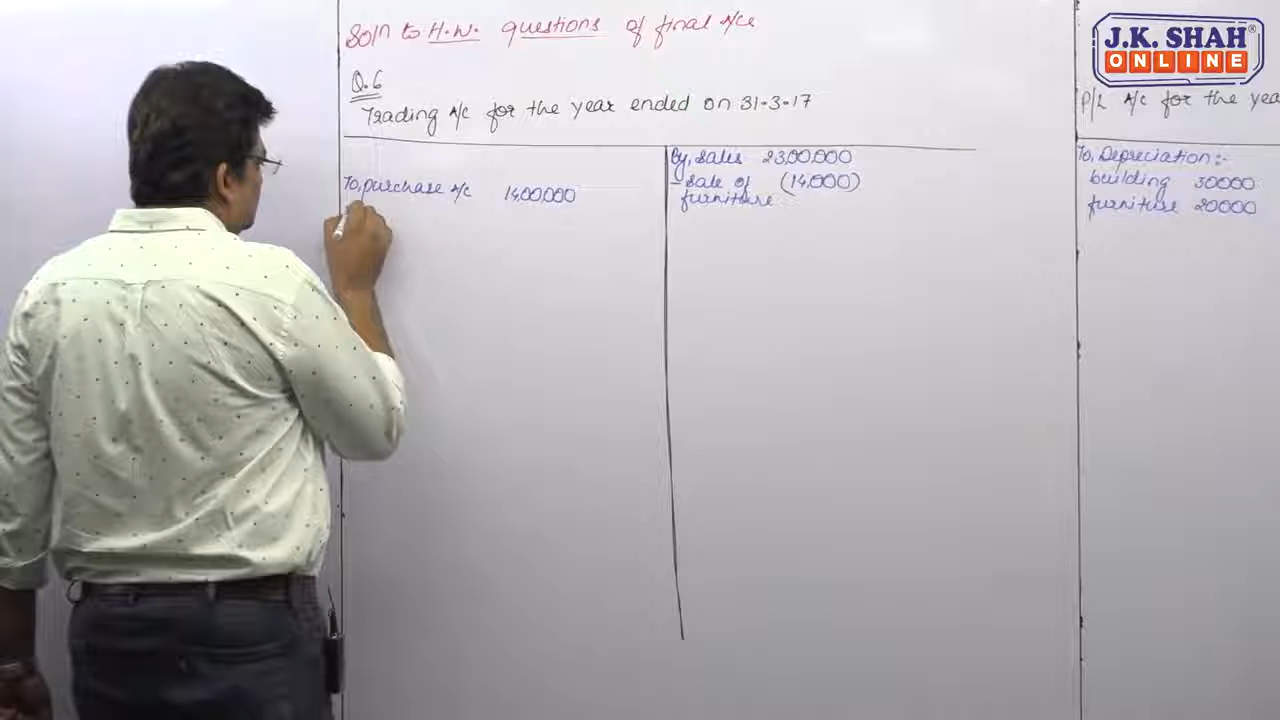 Soln to H.W. questions of final A/cs
J.K. SHAH®
ONLINE
Q.6
Trading A/c for the year ended on 31-3-17
P/L A/c for the yea
To, purchase A/c 14,00,000
By, Sales 23,00,000
- Sale of (14,000)
furniture
To, Depreciation:-
building 30000
furniture 20000